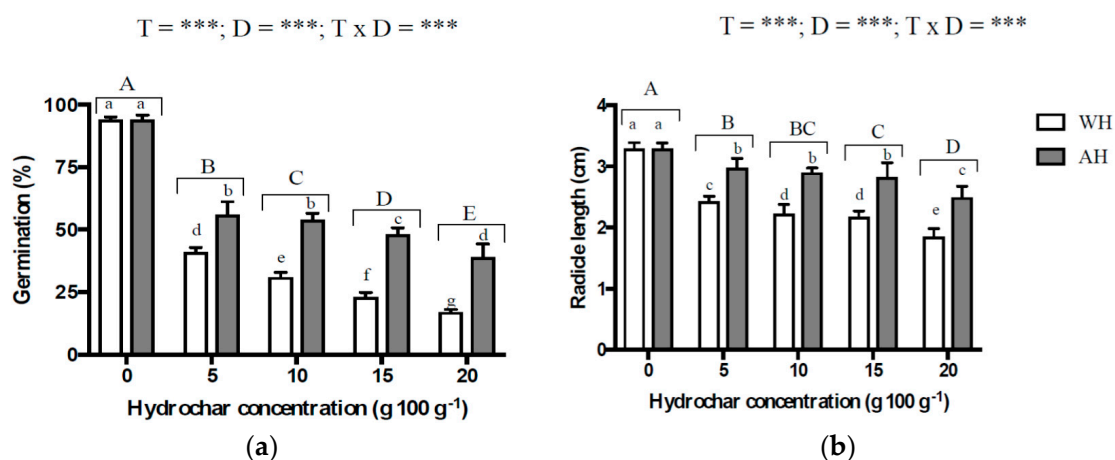 T = ***; D = ***; T x D = ***
A
a a
B
b
d
C
b
e
D
c
f
E
d
g
100
75
50
25
0
Germination (%)
0 5 10 15 20
Hydrochar concentration (g 100 g⁻¹)
(a)
T = ***; D = ***; T x D = ***
A
a a
B
b
c
BC
b
d
C
b
d
D
c
e
4
3
2
1
0
Radicle length (cm)
0 5 10 15 20
Hydrochar concentration (g 100 g⁻¹)
(b)
WH
AH